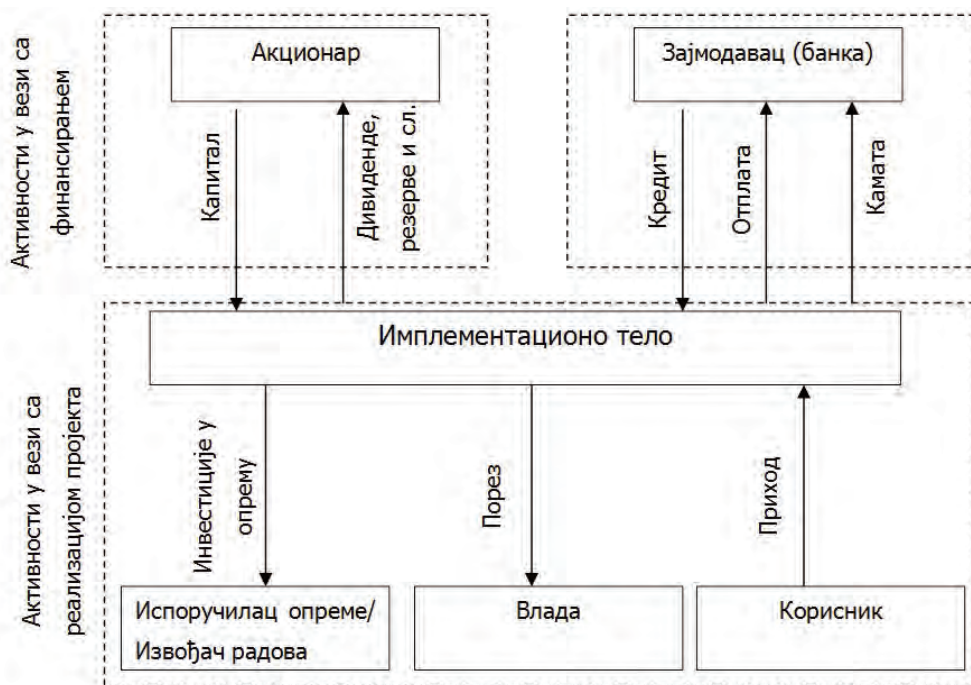 Активности у вези са
финансирањем
Акционар
Зајмодавац (банка)
Капитал
Дивиденде,
резерве и сл.
Кредит
Отплата
Камата
Активности у вези са
реализацијом пројекта
Имплементационо тело
Инвестиције у
опрему
Порез
Приход
Испоручилац опреме/
Извођач радова
Влада
Корисник